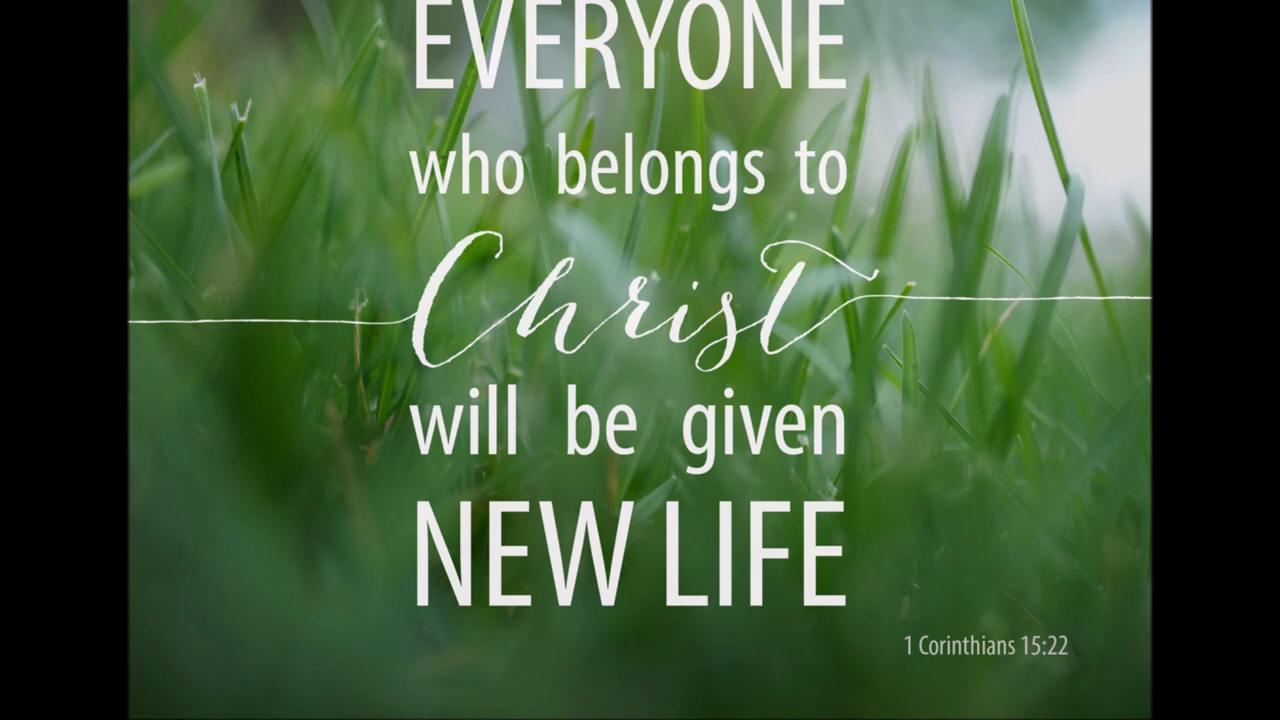 EVERYONE
who belongs to
Christ
will be given
NEW LIFE
1 Corinthians 15:22